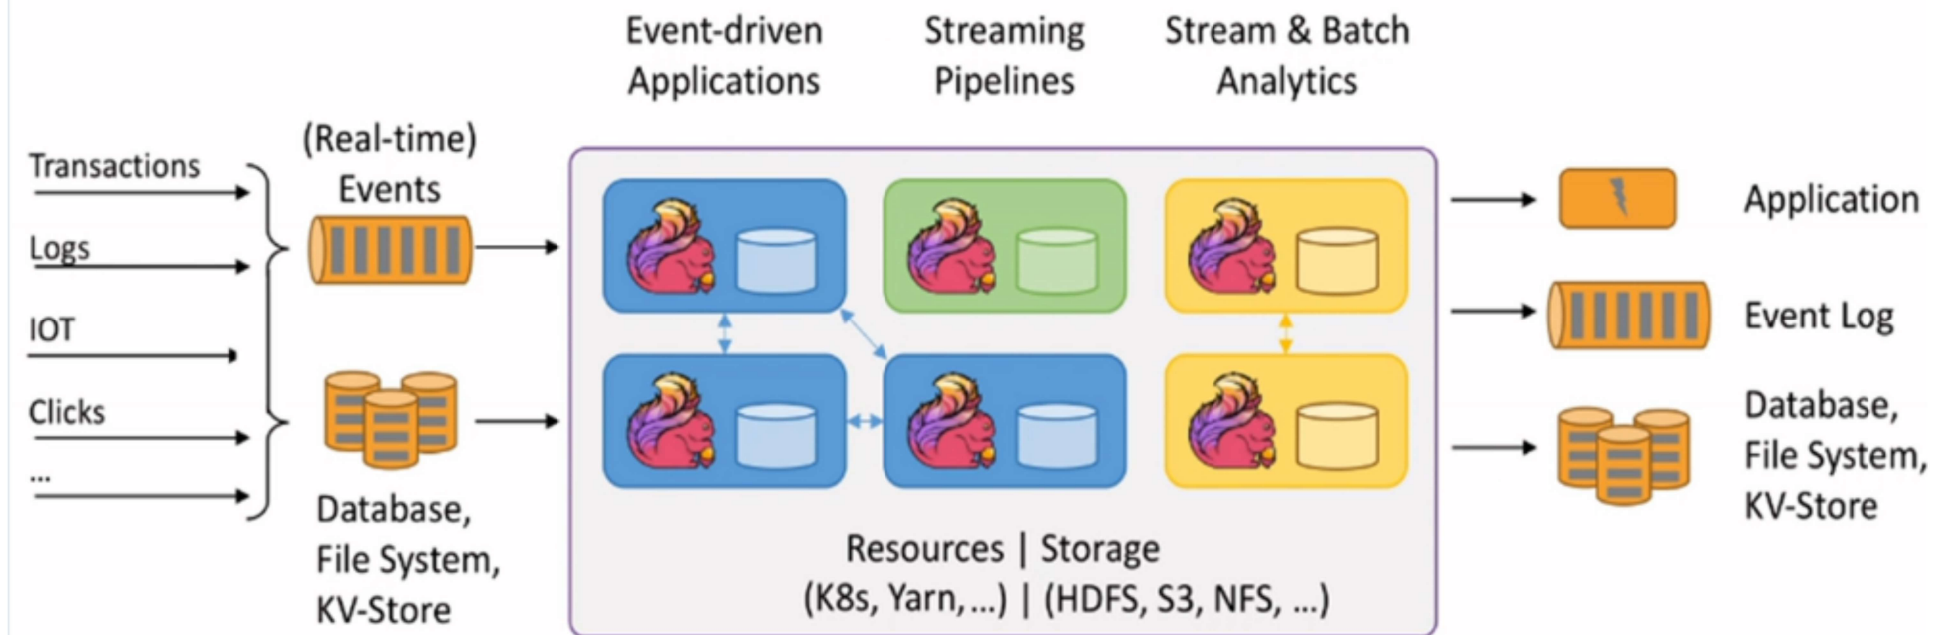 Event-driven
Applications
Streaming
Pipelines
Stream & Batch
Analytics
(Real-time)
Events
Transactions
Logs
IOT
Clicks
...
Database,
File System,
KV-Store
Resources | Storage
(K8s, Yarn, ...) | (HDFS, S3, NFS, ...)
Application
Event Log
Database,
File System,
KV-Store